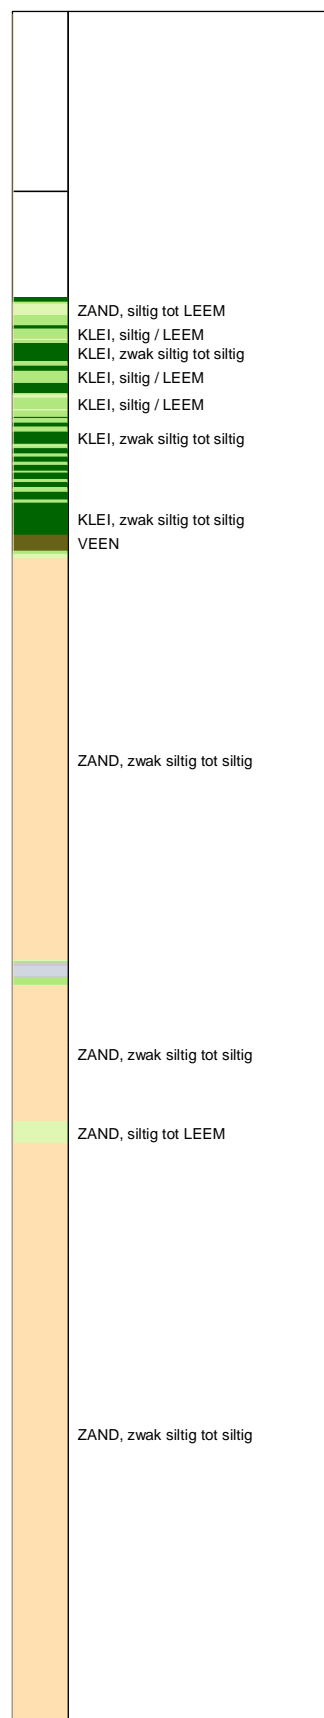 ZAND, siltig tot LEEM
KLEI, siltig / LEEM
KLEI, zwak siltig tot siltig
KLEI, siltig / LEEM
KLEI, siltig / LEEM
KLEI, zwak siltig tot siltig
KLEI, zwak siltig tot siltig
VEEN
ZAND, zwak siltig tot siltig
ZAND, zwak siltig tot siltig
ZAND, siltig tot LEEM
ZAND, zwak siltig tot siltig